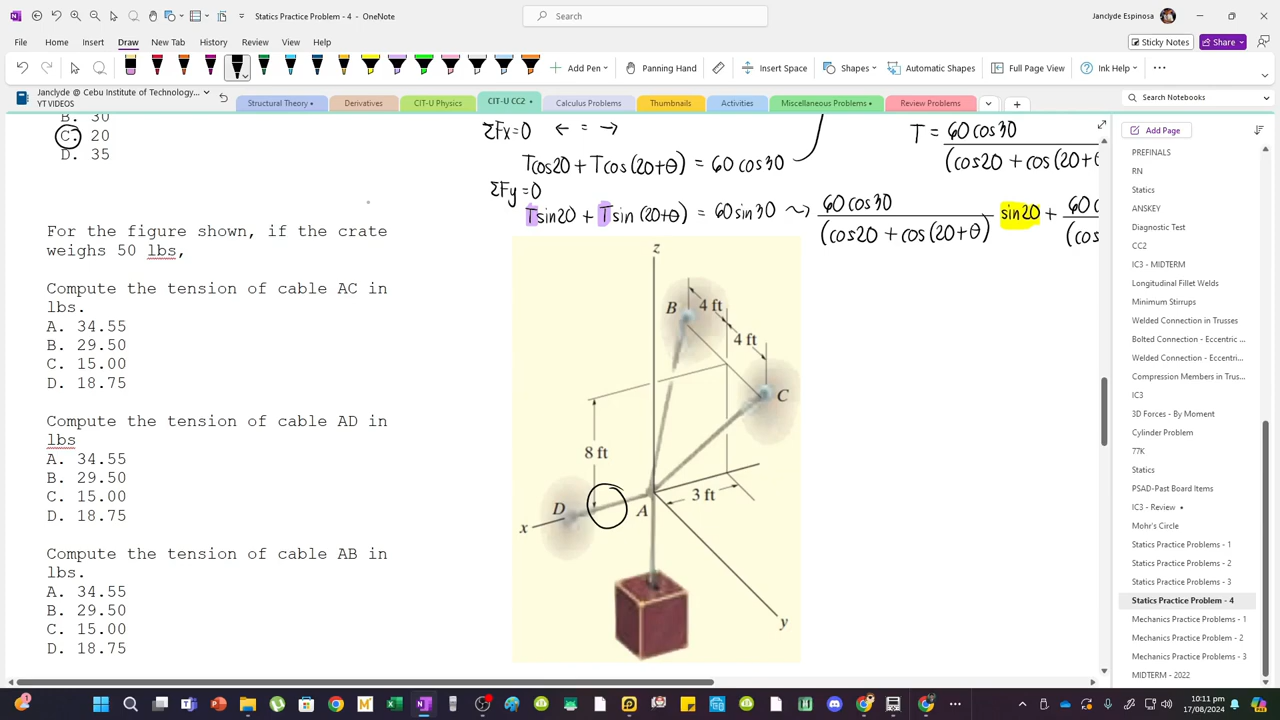 Statics Practice Problem - 4 - OneNote
Search
Janclyde Espinosa
File Home Insert Draw New Tab History Review View Help
Sticky Notes
Share
Add Pen
Panning Hand
Insert Space
Shapes
Automatic Shapes
Full Page View
Ink Help
Janclyde @ Cebu Institute of Technology...
YT VIDEOS
Structural Theory
Derivatives
CIT-U Physics
CIT-U CC2
Calculus Problems
Thumbnails
Activities
Miscellaneous Problems
Review Problems
Search Notebooks
B. 30
C. 20
D. 35
ΣFx=0 ← = →
Tcos20 + Tcos (20+θ) = 60 cos30
ΣFy=0
Tsin20 + Tsin (20+θ) = 60sin30 ⤳ 60 cos30 / (cos20 + cos (20+θ)) sin20 + 60c
(cos
T = 60 cos30
(cos20 + cos (20+θ
For the figure shown, if the crate
weighs 50 lbs,
Compute the tension of cable AC in
lbs.
A. 34.55
B. 29.50
C. 15.00
D. 18.75
Compute the tension of cable AD in
lbs
A. 34.55
B. 29.50
C. 15.00
D. 18.75
Compute the tension of cable AB in
lbs.
A. 34.55
B. 29.50
C. 15.00
D. 18.75
z
B
4 ft
4 ft
C
8 ft
D
A
3 ft
x
y
Add Page
PREFINALS
RN
Statics
ANSKEY
Diagnostic Test
CC2
IC3 - MIDTERM
Longitudinal Fillet Welds
Minimum Stirrups
Welded Connection in Trusses
Bolted Connection - Eccentric ...
Welded Connection - Eccentri...
Compression Members in Trus...
IC3
3D Forces - By Moment
Cylinder Problem
77K
Statics
PSAD-Past Board Items
IC3 - Review
Mohr's Circle
Statics Practice Problems - 1
Statics Practice Problems - 2
Statics Practice Problems - 3
Statics Practice Problem - 4
Mechanics Practice Problems - 1
Mechanics Practice Problem - 2
Mechanics Practice Problems - 3
MIDTERM - 2022
10:11 pm
17/08/2024